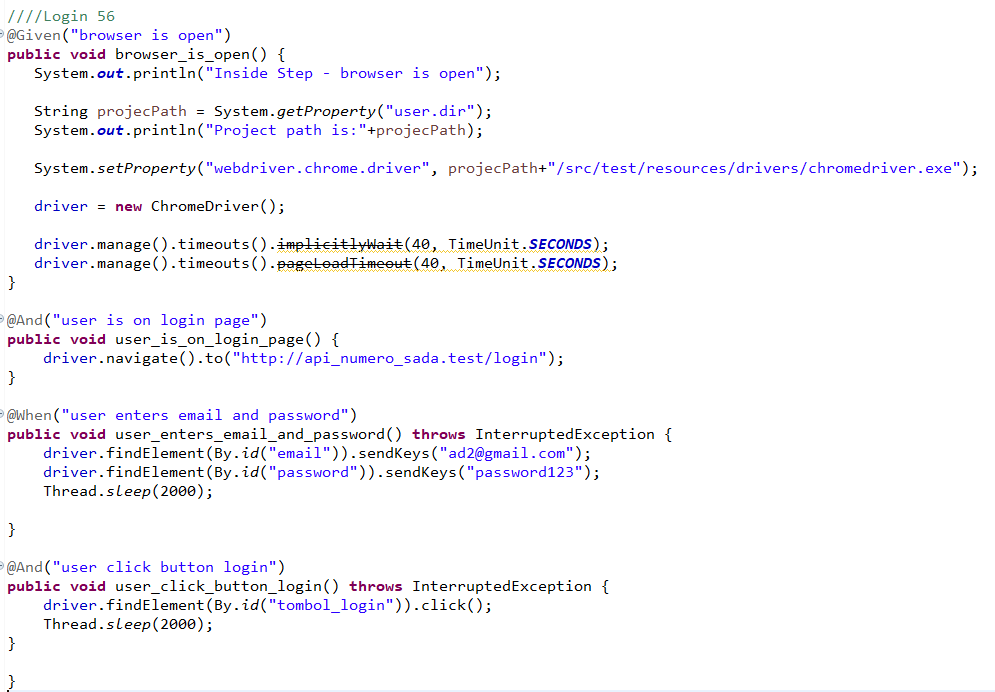 ////Login 56
@Given("browser is open")
public void browser_is_open() {
   System.out.println("Inside Step - browser is open");
   String projecPath = System.getProperty("user.dir");
   System.out.println("Project path is:"+projecPath);
   System.setProperty("webdriver.chrome.driver", projecPath+"/src/test/resources/drivers/chromedriver.exe");
   driver = new ChromeDriver();
   driver.manage().timeouts().implicitlyWait(40, TimeUnit.SECONDS);
   driver.manage().timeouts().pageLoadTimeout(40, TimeUnit.SECONDS);
}
@And("user is on login page")
public void user_is_on_login_page() {
    driver.navigate().to("http://api_numero_sada.test/login");
}
@When("user enters email and password")
public void user_enters_email_and_password() throws InterruptedException {
    driver.findElement(By.id("email")).sendKeys("ad2@gmail.com");
    driver.findElement(By.id("password")).sendKeys("password123");
    Thread.sleep(2000);
}
@And("user click button login")
public void user_click_button_login() throws InterruptedException {
    driver.findElement(By.id("tombol_login")).click();
    Thread.sleep(2000);
}
}